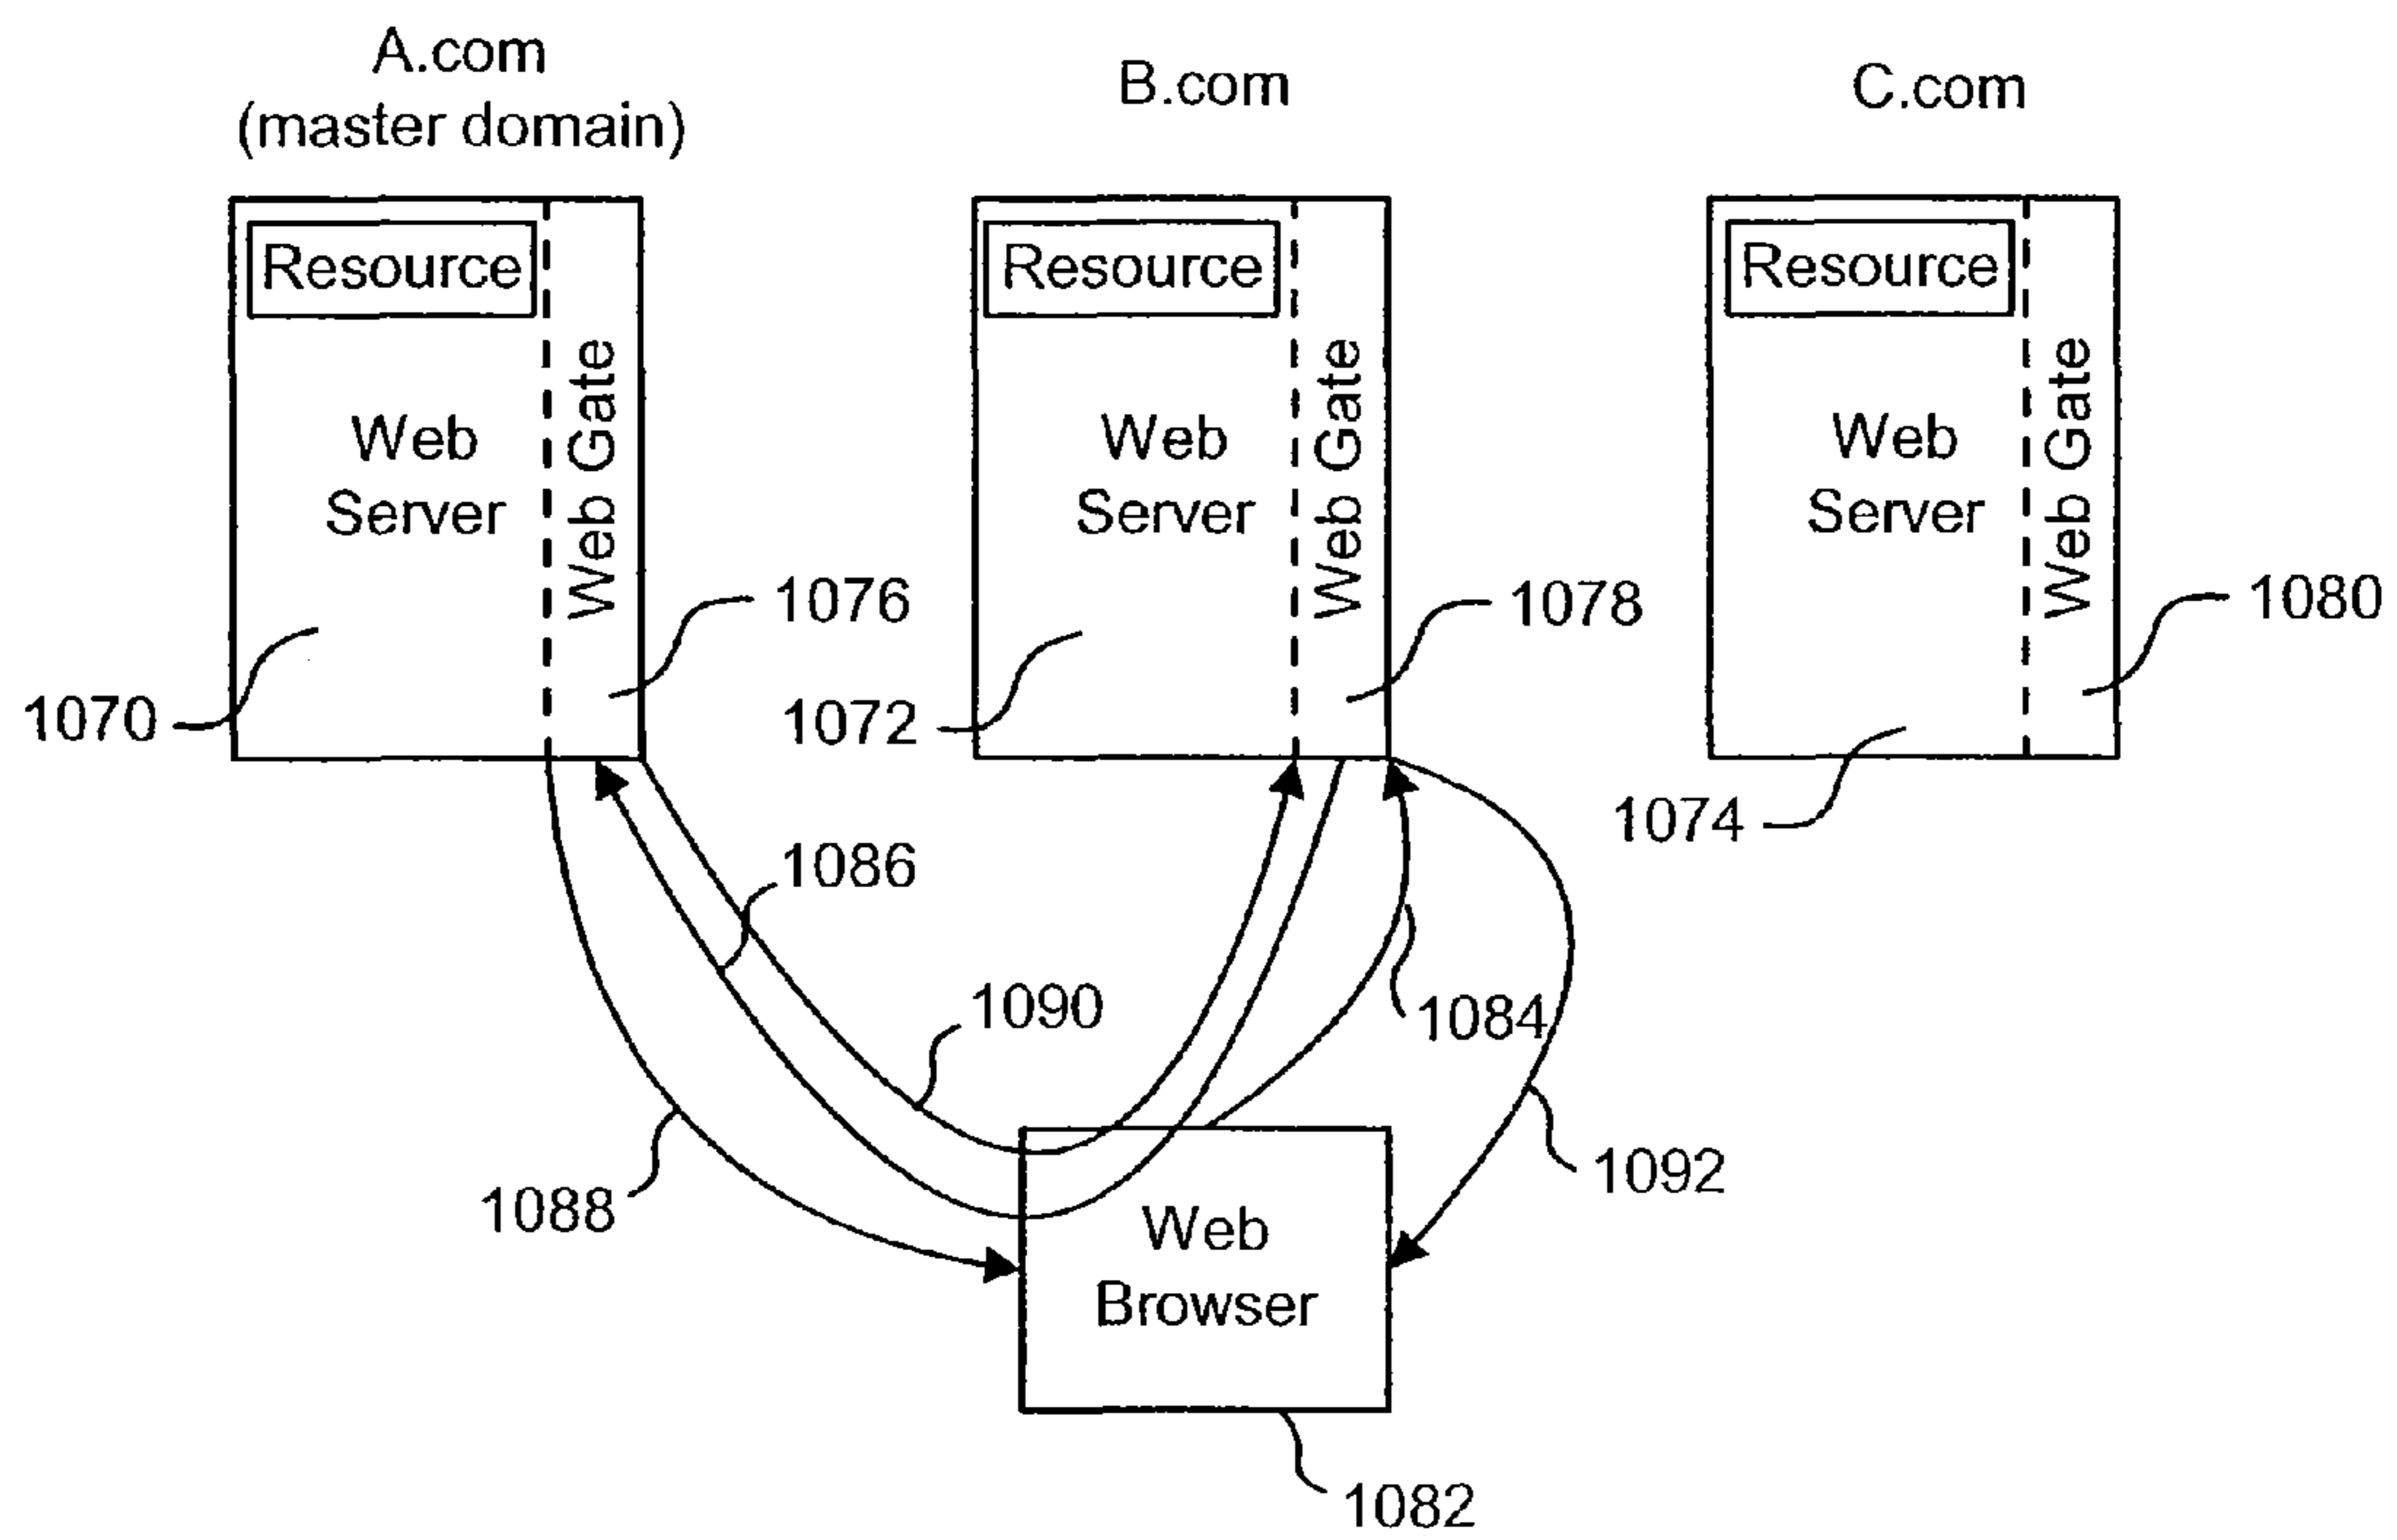 A.com
(master domain)
B.com
C.com
Resource
Web
Server
Web Gate
Resource
Web
Server
Web Gate
Resource
Web
Server
Web Gate
1076
1078
1080
1070
1072
1074
1086
1090
1084
1088
1092
Web
Browser
1082